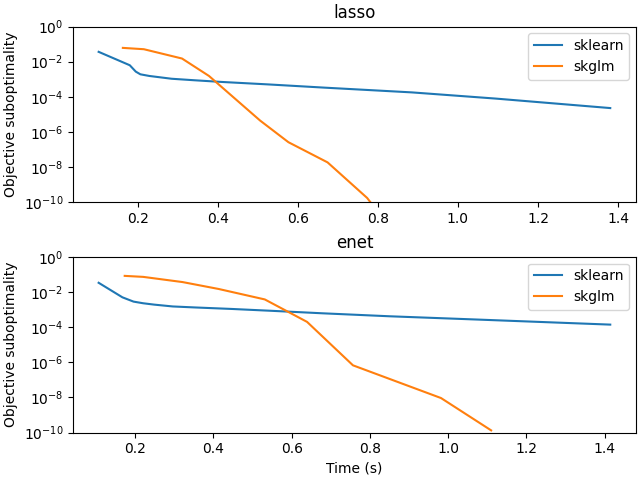 lasso
Objective suboptimality
10^0
10^-2
10^-4
10^-6
10^-8
10^-10
sklearn
skglm
0.2 0.4 0.6 0.8 1.0 1.2 1.4
enet
Objective suboptimality
10^0
10^-2
10^-4
10^-6
10^-8
10^-10
sklearn
skglm
0.2 0.4 0.6 0.8 1.0 1.2 1.4
Time (s)